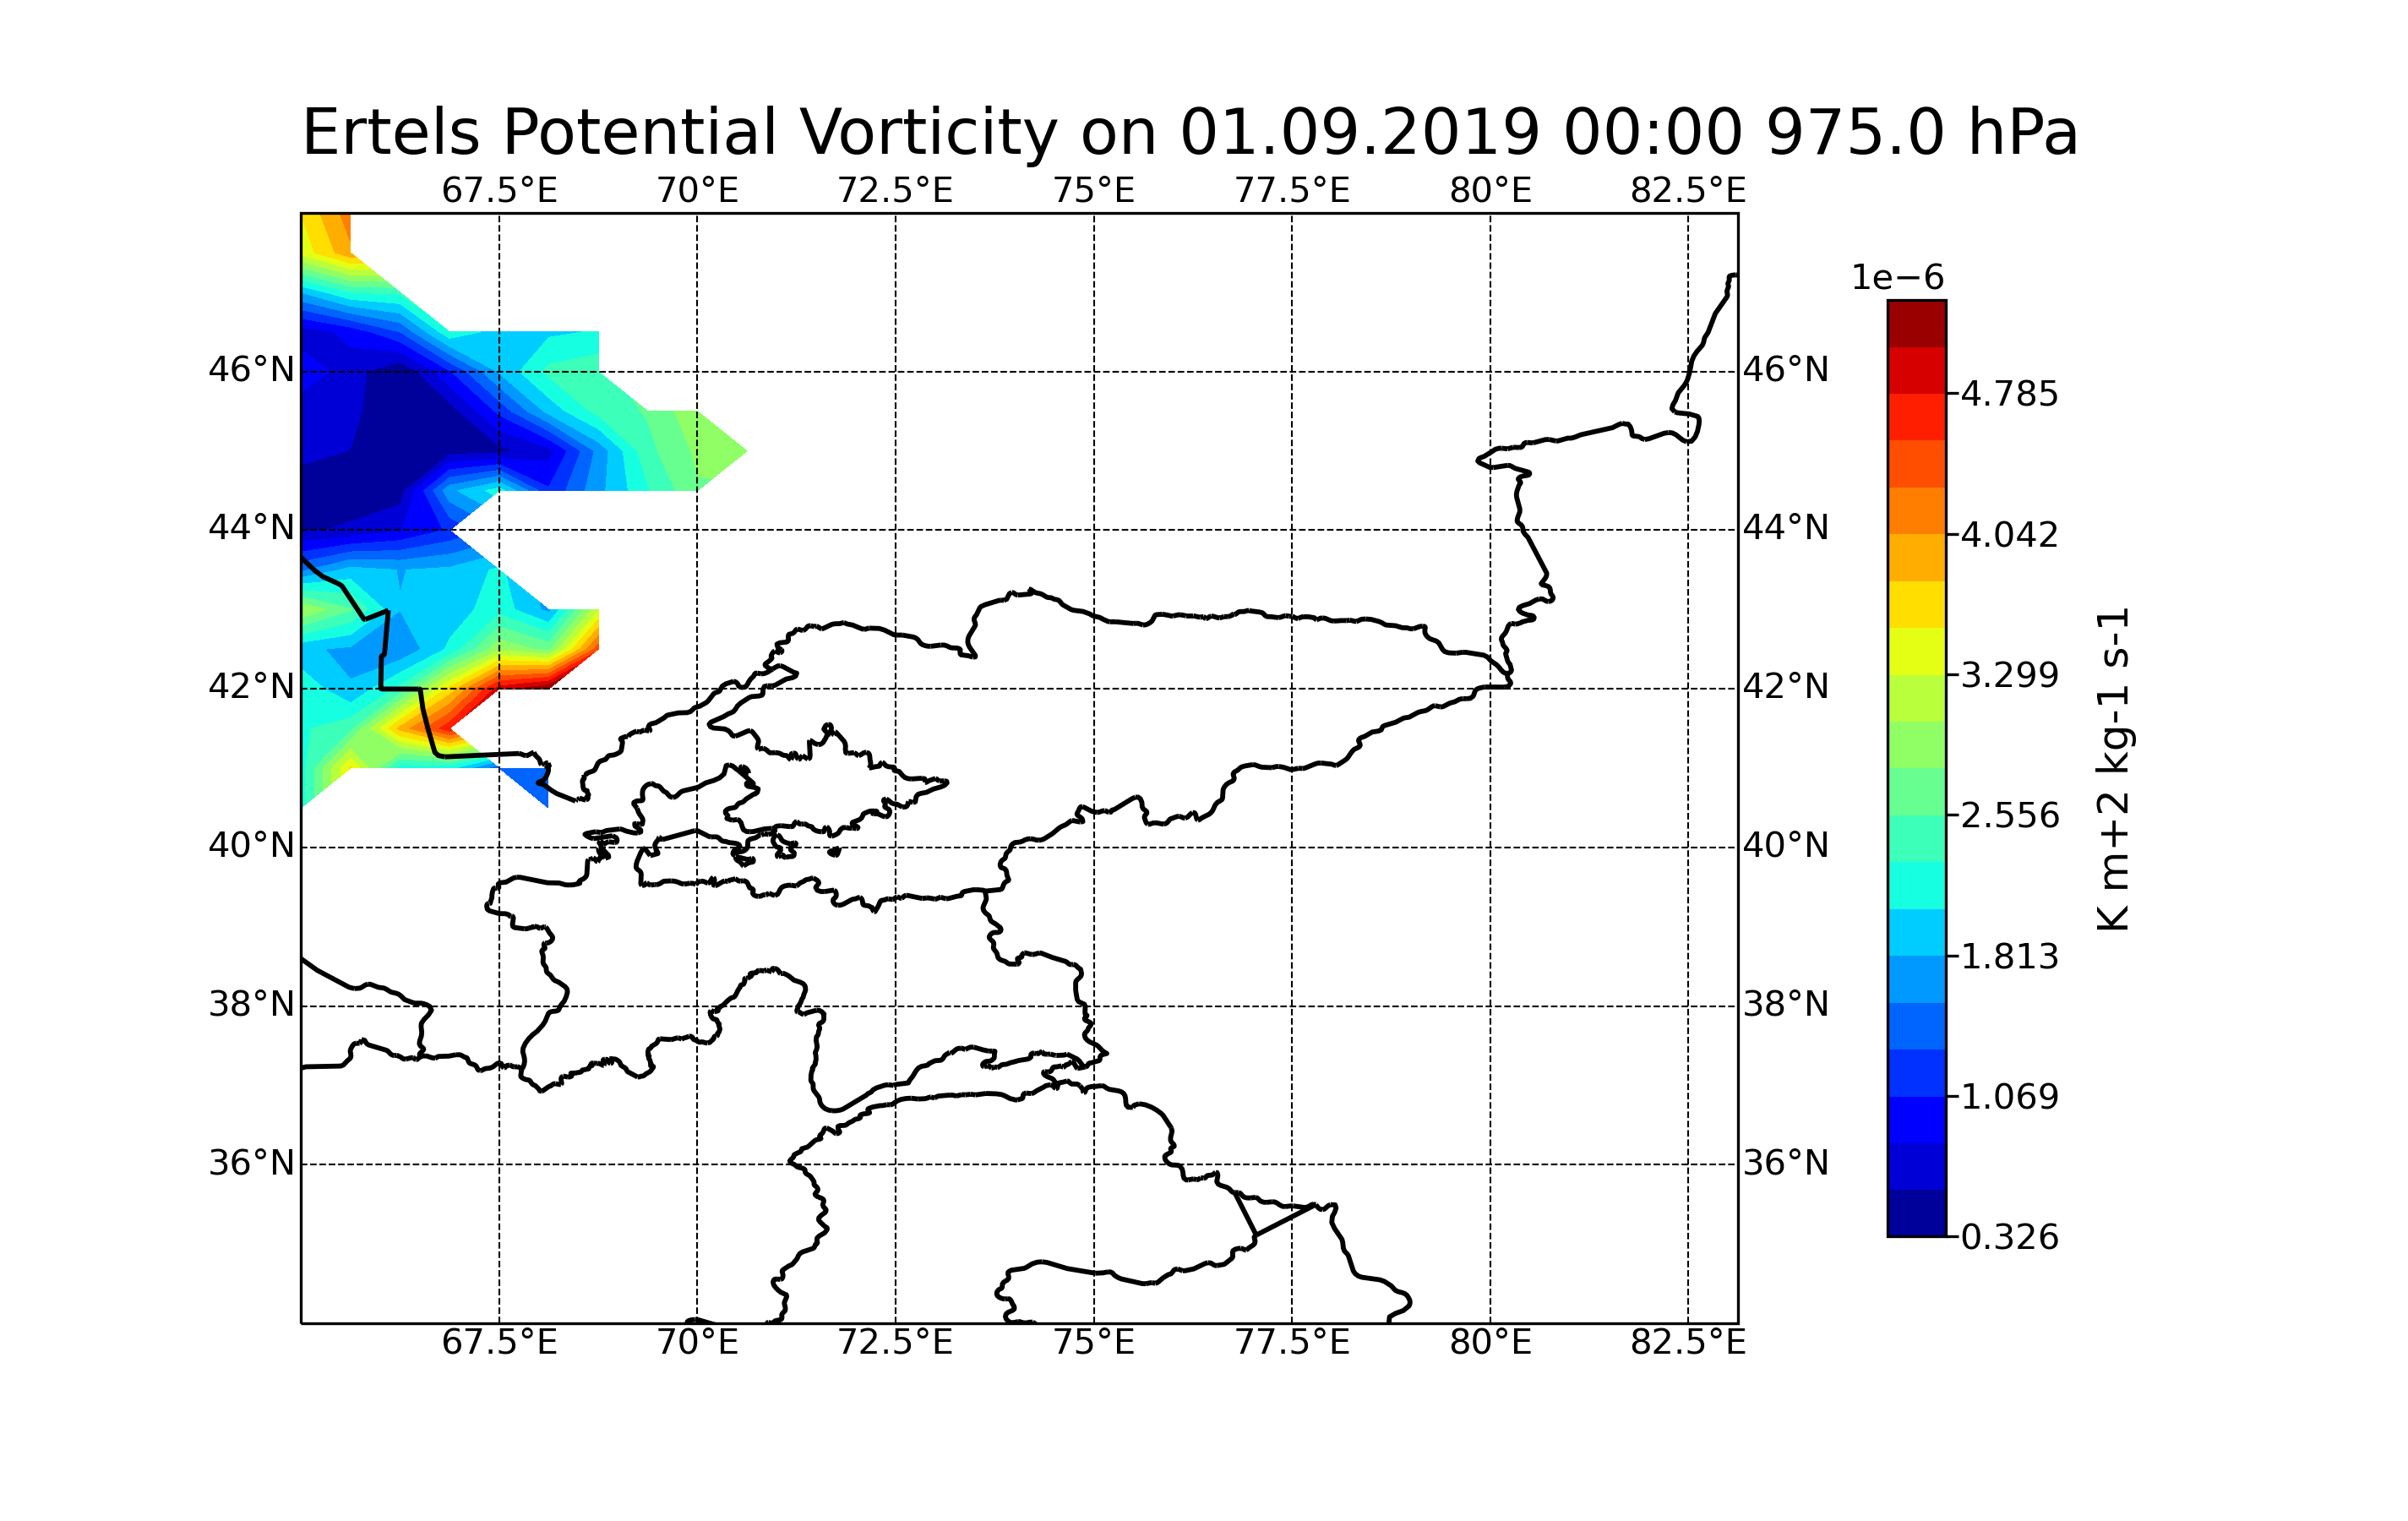 Ertels Potential Vorticity on 01.09.2019 00:00 975.0 hPa
67.5°E 70°E 72.5°E 75°E 77.5°E 80°E 82.5°E
1e−6
46°N 46°N 4.785
44°N 44°N 4.042
42°N 42°N 3.299
40°N 40°N 2.556
38°N 38°N 1.813
36°N 36°N 1.069
0.326
K m+2 kg-1 s-1
67.5°E 70°E 72.5°E 75°E 77.5°E 80°E 82.5°E